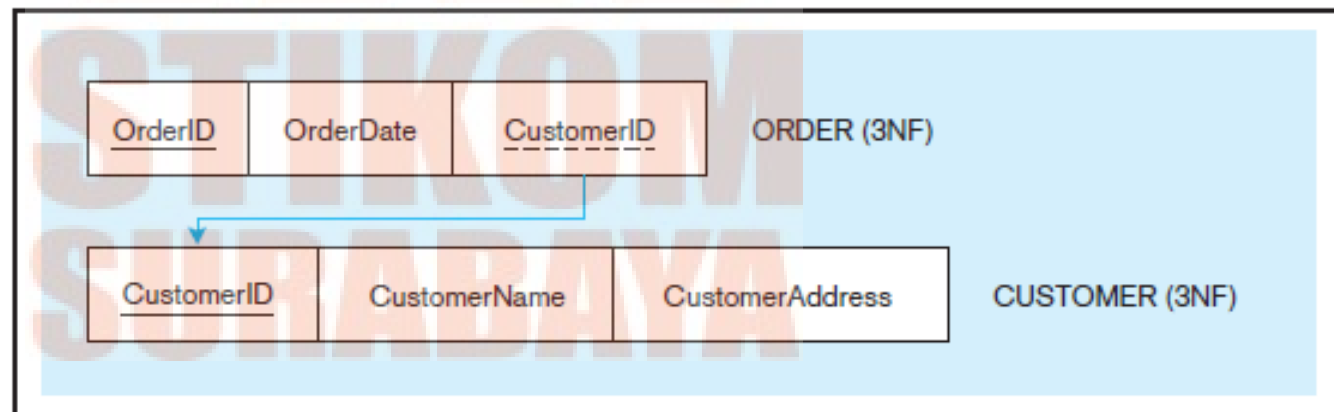 STIKOM
SURABAYA
OrderID OrderDate CustomerID ORDER (3NF)
CustomerID CustomerName CustomerAddress CUSTOMER (3NF)